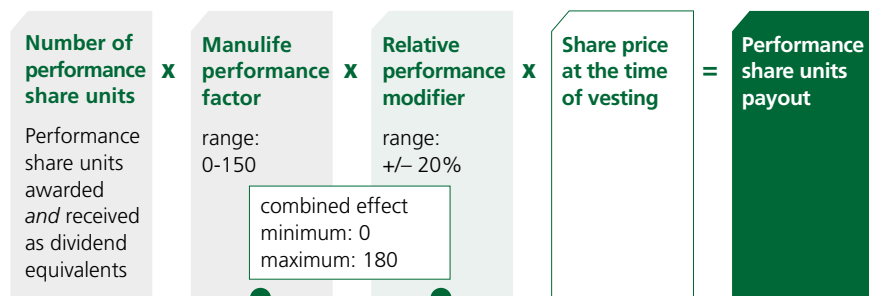 Number of
performance
share units
Performance
share units
awarded
and received
as dividend
equivalents
x
Manulife
performance
factor
range:
0-150
x
Relative
performance
modifier
range:
+/– 20%
combined effect
minimum: 0
maximum: 180
x
Share price
at the time
of vesting
=
Performance
share units
payout